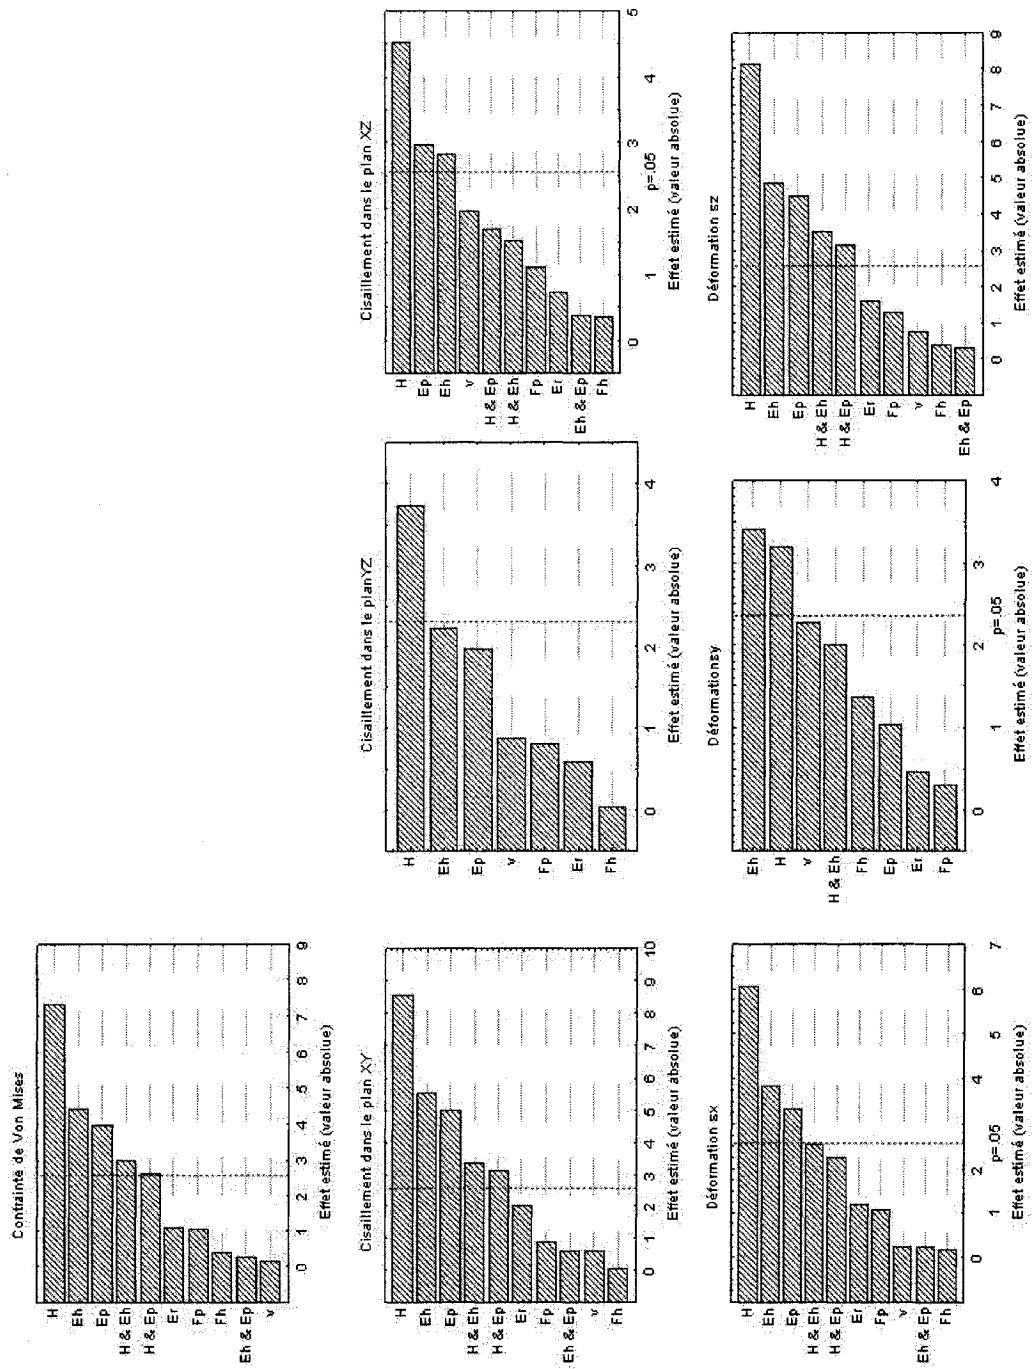 Contrainte de Von Mises
H
Eh
Ep
H & Eh
H & Ep
Er
Fp
Fh
Eh & Ep
v
0 1 2 3 4 5 6 7 8 9
Effet estimé (valeur absolue)
Cisaillement dans le plan XY
H
Eh
Ep
H & Eh
H & Ep
Er
Fp
Eh & Ep
v
Fh
0 1 2 3 4 5 6 7 8 9 10
Effet estimé (valeur absolue)
Cisaillement dans le planYZ
H
Eh
Ep
v
Fp
Er
Fh
0 1 2 3 4
Effet estimé (valeur absolue)
Cisaillement dans le plan XZ
H
Ep
Eh
v
H & Ep
H & Eh
Fp
Er
Eh & Ep
Fh
0 1 2 p=.05 3 4 5
Effet estimé (valeur absolue)
Déformation εx
H
Eh
Ep
H & Eh
H & Ep
Er
Fp
v
Eh & Ep
Fh
0 1 2 p=.05 4 5 6 7
Effet estimé (valeur absolue)
Déformationεy
Eh
H
v
H & Eh
Fh
Ep
Er
Fp
0 1 2 p=.05 3 4
Effet estimé (valeur absolue)
Déformation εz
H
Eh
Ep
H & Eh
H & Ep
Er
Fp
v
Fh
Eh & Ep
0 1 2 3 4 5 6 7 8 9
Effet estimé (valeur absolue)